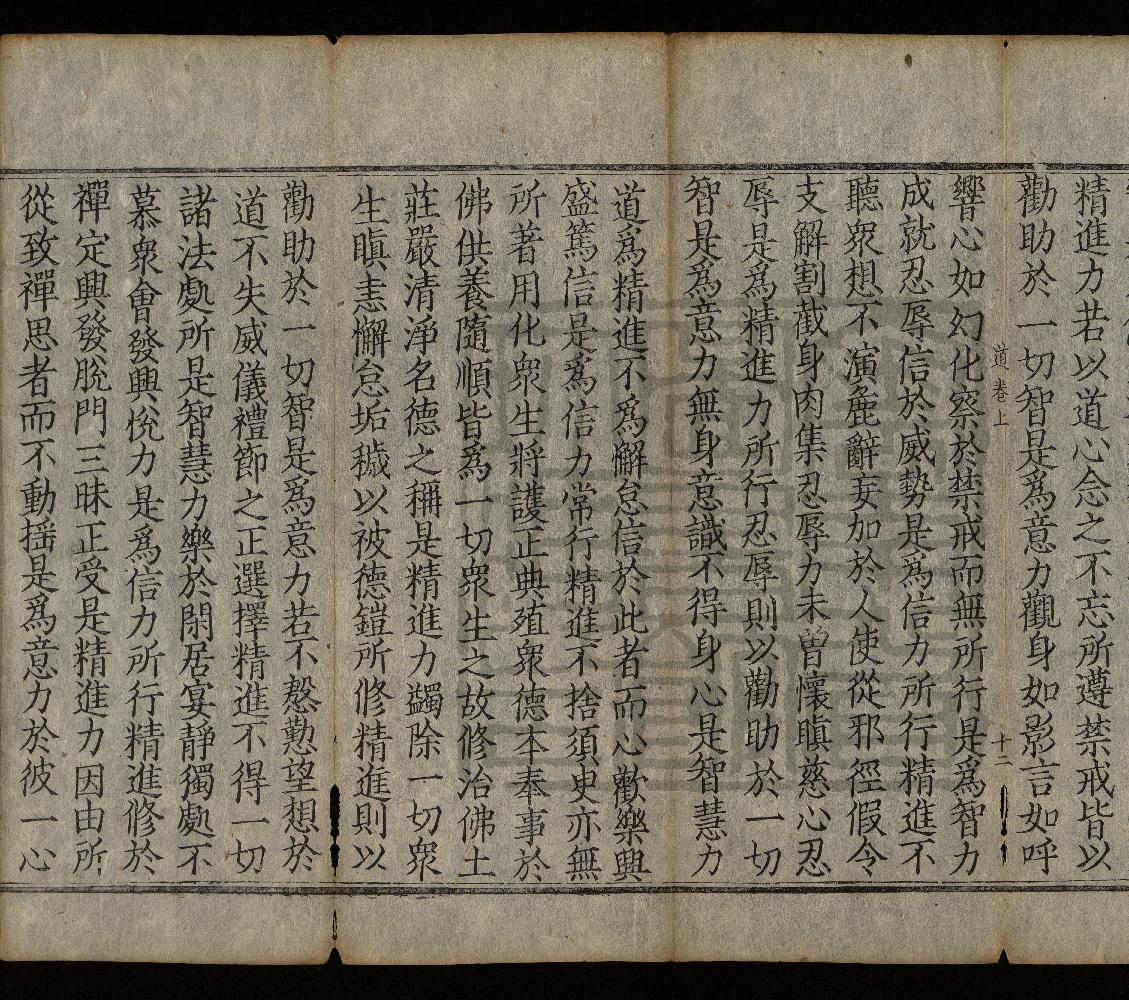 精進力若以道心念之不忘所遵禁戒皆以
勸助於一切智是爲意力觀身如影言如呼
道卷上
十二
響心如幻化察於禁戒而無所行是爲智力
成就忍辱信於威勢是爲信力所行精進不
聽衆想不演麁辭妄加於人使從邪徑假令
支解割截身肉集忍辱力未曾懷瞋慈心忍
辱是爲精進力所行忍辱則以勸助於一切
智是爲意力無身意識不得身心是智慧力
道爲精進不爲懈怠信於此者而心歡樂興
盛篤信是爲信力常行精進不捨須臾亦無
所著用化衆生將護正典殖衆德本奉事於
佛供養隨順皆爲一切衆生之故修治佛土
莊嚴清淨名德之稱是精進力蠲除一切衆
生瞋恚懈怠垢穢以被德鎧所修精進則以
勸助於一切智是爲意力若不慇懃望想於
道不失威儀禮節之正選擇精進不得一切
諸法處所是智慧力樂於閑居宴靜獨處不
慕衆會發興悅力是爲信力所行精進修於
禪定興發脫門三昧正受是精進力因由所
從致禪思者而不動揺是爲意力於彼一心